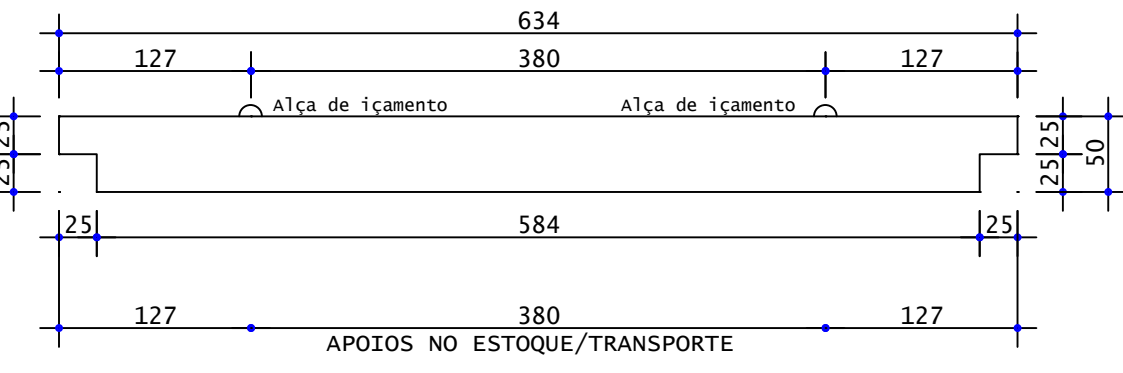 634
127 380 127
Alça de içamento Alça de içamento
25 25 50
25 25
25 584 25
127 380 127
APOIOS NO ESTOQUE/TRANSPORTE